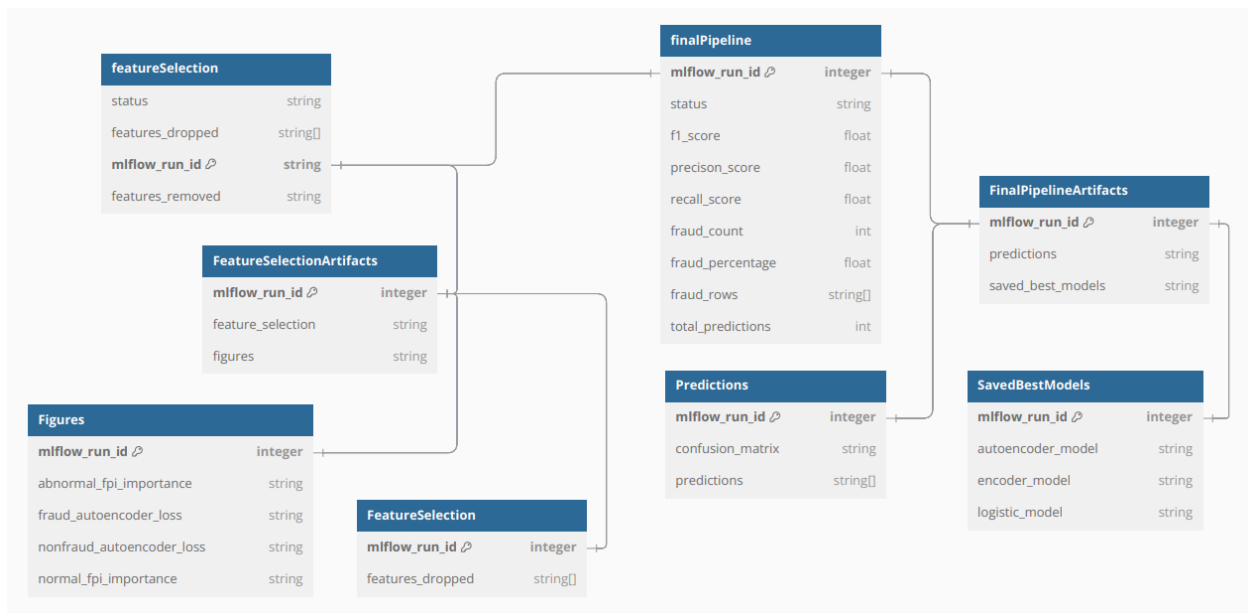 featureSelection
status string
features_dropped string[]
mlflow_run_id string
features_removed string
FeatureSelectionArtifacts
mlflow_run_id integer
feature_selection string
figures string
Figures
mlflow_run_id integer
abnormal_fpi_importance string
fraud_autoencoder_loss string
nonfraud_autoencoder_loss string
normal_fpi_importance string
FeatureSelection
mlflow_run_id integer
features_dropped string[]
finalPipeline
mlflow_run_id integer
status string
f1_score float
precison_score float
recall_score float
fraud_count int
fraud_percentage float
fraud_rows string[]
total_predictions int
Predictions
mlflow_run_id integer
confusion_matrix string
predictions string[]
FinalPipelineArtifacts
mlflow_run_id integer
predictions string
saved_best_models string
SavedBestModels
mlflow_run_id integer
autoencoder_model string
encoder_model string
logistic_model string